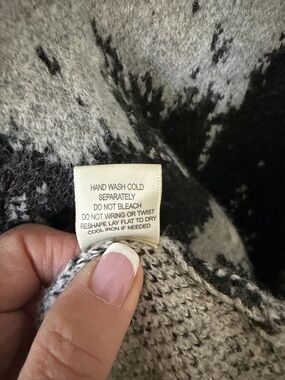 HAND WASH COLD
SEPARATELY
DO NOT BLEACH
DO NOT WRING OR TWIST
RESHAPE LAY FLAT TO DRY
COOL IRON IF NEEDED